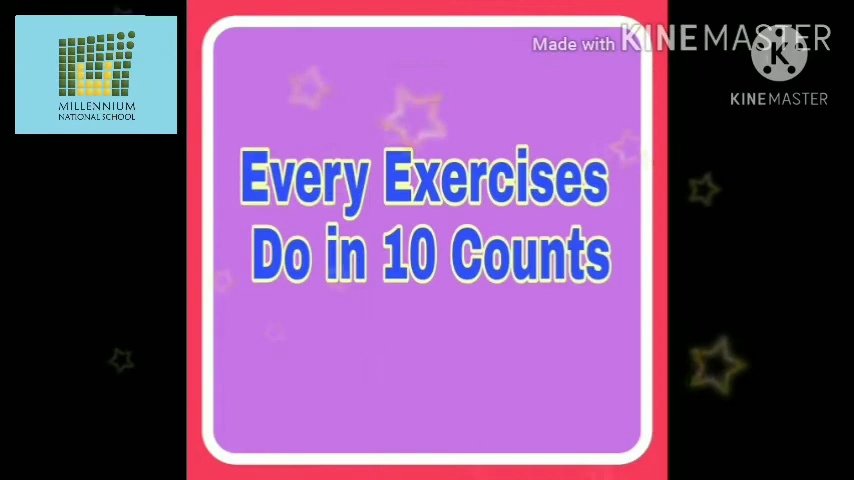 MILLENNIUM
NATIONAL SCHOOL
Made with KINEMASTER
K
KINEMASTER
Every Exercises
Do in 10 Counts